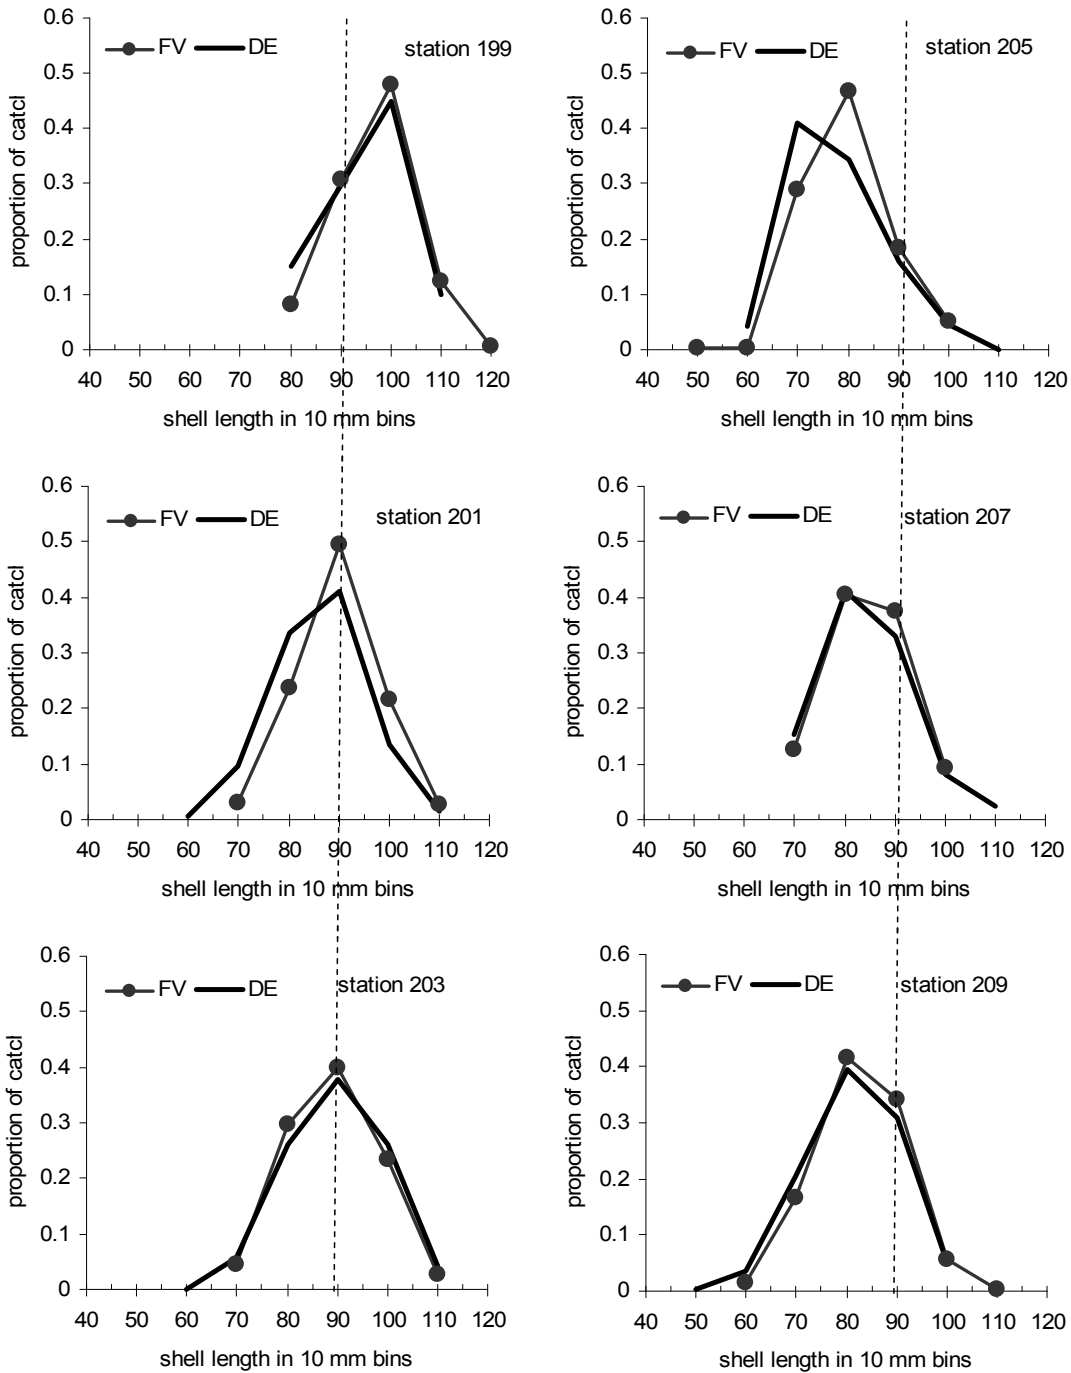 0.6
FV DE station 199
0.5
0.4
0.3
0.2
0.1
0
proportion of catcl
40 50 60 70 80 90 100 110 120
shell length in 10 mm bins
0.6
FV DE station 205
0.5
0.4
0.3
0.2
0.1
0
proportion of catcl
40 50 60 70 80 90 100 110 120
shell length in 10 mm bins
0.6
FV DE station 201
0.5
0.4
0.3
0.2
0.1
0
proportion of catcl
40 50 60 70 80 90 100 110 120
shell length in 10 mm bins
0.6
FV DE station 207
0.5
0.4
0.3
0.2
0.1
0
proportion of catcl
40 50 60 70 80 90 100 110 120
shell length in 10 mm bins
0.6
FV DE station 203
0.5
0.4
0.3
0.2
0.1
0
proportion of catcl
40 50 60 70 80 90 100 110 120
shell length in 10 mm bins
0.6
FV DE station 209
0.5
0.4
0.3
0.2
0.1
0
proportion of catcl
40 50 60 70 80 90 100 110 120
shell length in 10 mm bins